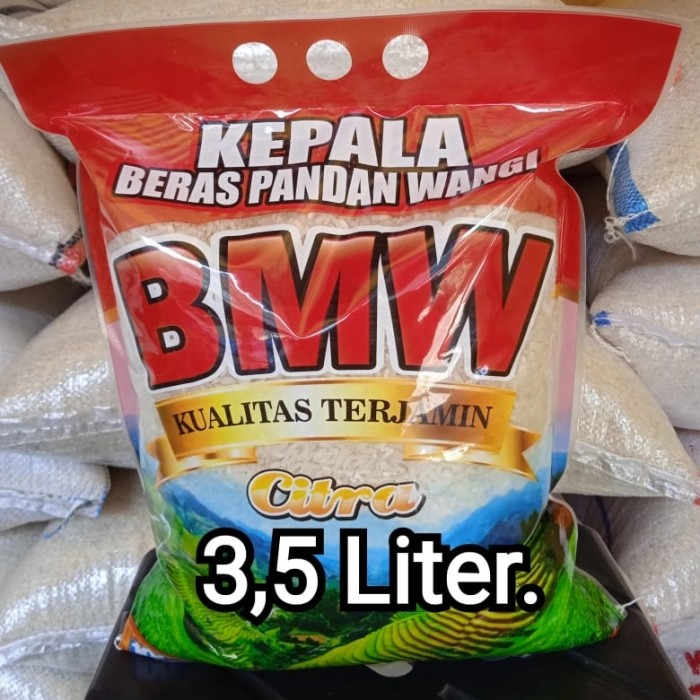 KEPALA
BERAS PANDAN WANGI
BMW
KUALITAS TERJAMIN
Citra
3,5 Liter.